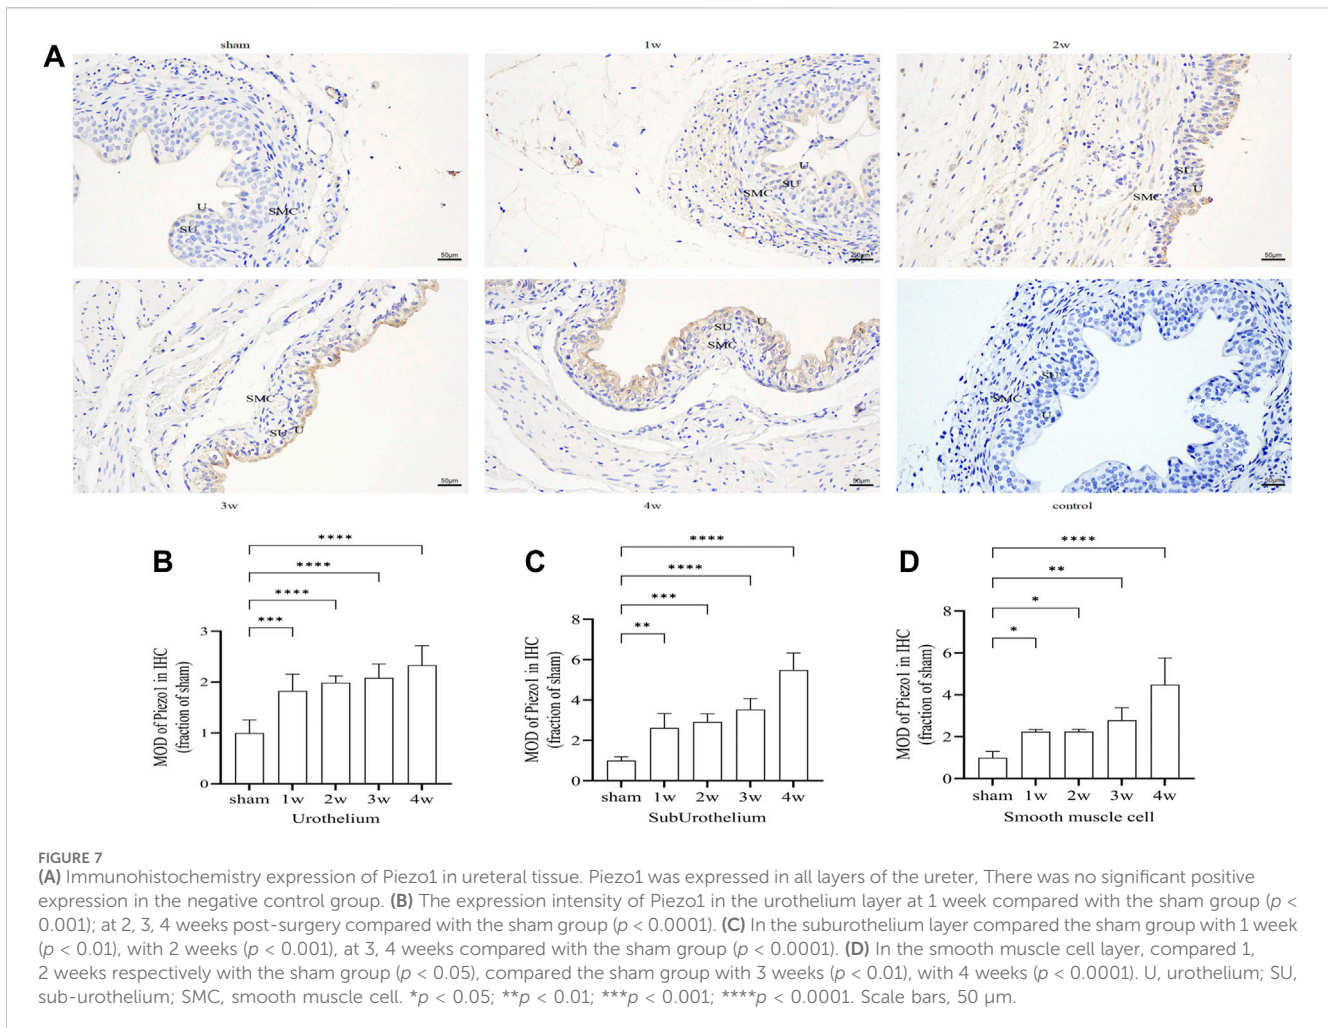 A
sham
1w
2w
U
SMC
SU
50µm
U
SU
SMC
50µm
SU
SMC
U
50µm
SMC
SU
U
50µm
SU
U
SMC
50µm
SU
SMC
U
50µm
3w
4w
control
B
****
****
****
***
MOD of Piezo1 in IHC
(fraction of sham)
3
2
1
0
sham 1w 2w 3w 4w
Urothelium
C
****
****
***
**
MOD of Piezo1 in IHC
(fraction of sham)
8
6
4
2
0
sham 1w 2w 3w 4w
SubUrothelium
D
****
**
*
*
MOD of Piezo1 in IHC
(fraction of sham)
8
6
4
2
0
sham 1w 2w 3w 4w
Smooth muscle cell
FIGURE 7
(A) Immunohistochemistry expression of Piezo1 in ureteral tissue. Piezo1 was expressed in all layers of the ureter, There was no significant positive
expression in the negative control group. (B) The expression intensity of Piezo1 in the urothelium layer at 1 week compared with the sham group (p <
0.001); at 2, 3, 4 weeks post-surgery compared with the sham group (p < 0.0001). (C) In the suburothelium layer compared the sham group with 1 week
(p < 0.01), with 2 weeks (p < 0.001), at 3, 4 weeks compared with the sham group (p < 0.0001). (D) In the smooth muscle cell layer, compared 1,
2 weeks respectively with the sham group (p < 0.05), compared the sham group with 3 weeks (p < 0.01), with 4 weeks (p < 0.0001). U, urothelium; SU,
sub-urothelium; SMC, smooth muscle cell. *p < 0.05; **p < 0.01; ***p < 0.001; ****p < 0.0001. Scale bars, 50 µm.